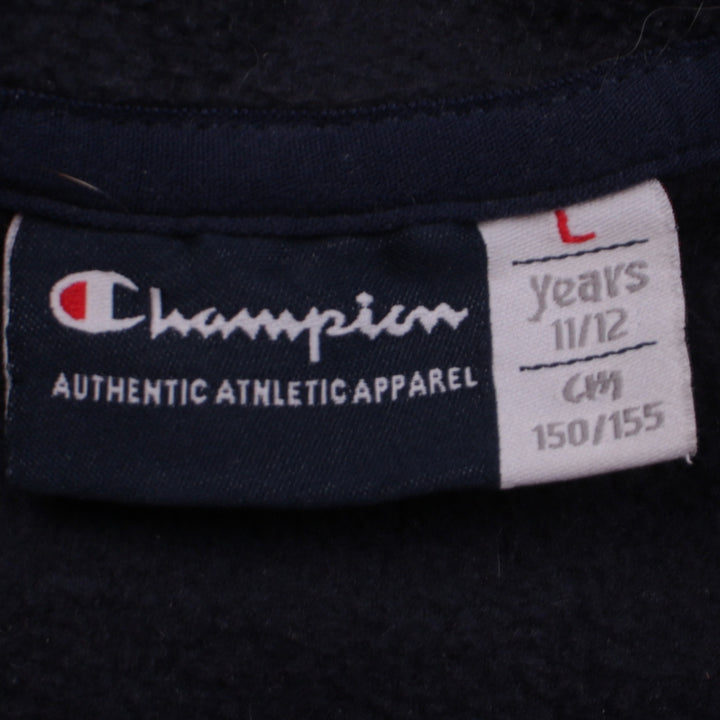 Champion
AUTHENTIC ATHLETIC APPAREL
L
years
11/12
cm
150/155